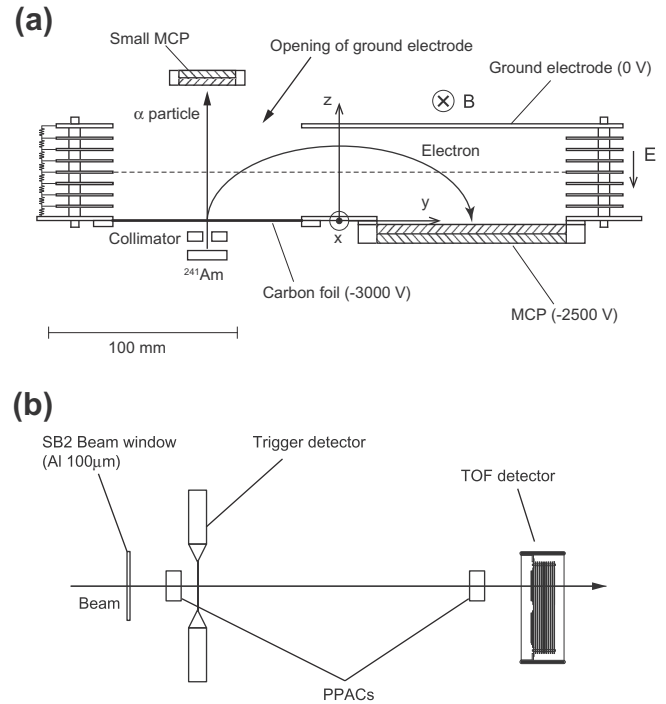 (a)
Small MCP
Opening of ground electrode
Ground electrode (0 V)
α particle
z
B
Electron
E
y
x
Collimator
²⁴¹Am
Carbon foil (-3000 V)
MCP (-2500 V)
100 mm
(b)
SB2 Beam window
(Al 100μm)
Trigger detector
TOF detector
Beam
PPACs